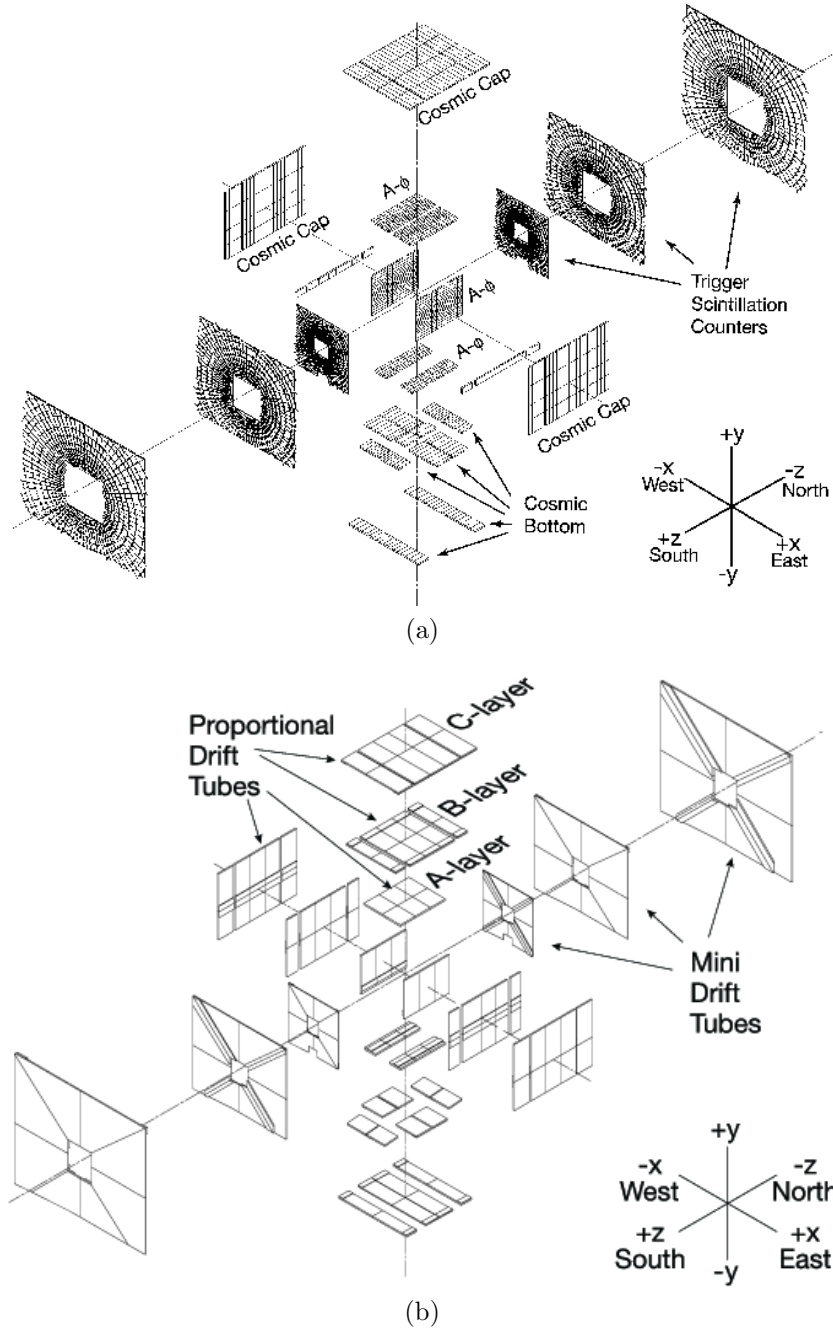 Cosmic Cap
A-φ
Cosmic Cap
A-φ
A-φ
Trigger
Scintillation
Counters
Cosmic Cap
Cosmic
Bottom
+y
-x
West
-z
North
+z
South
+x
East
-y
(a)
C-layer
Proportional
Drift
Tubes
B-layer
A-layer
Mini
Drift
Tubes
+y
-x
West
-z
North
+z
South
+x
East
-y
(b)